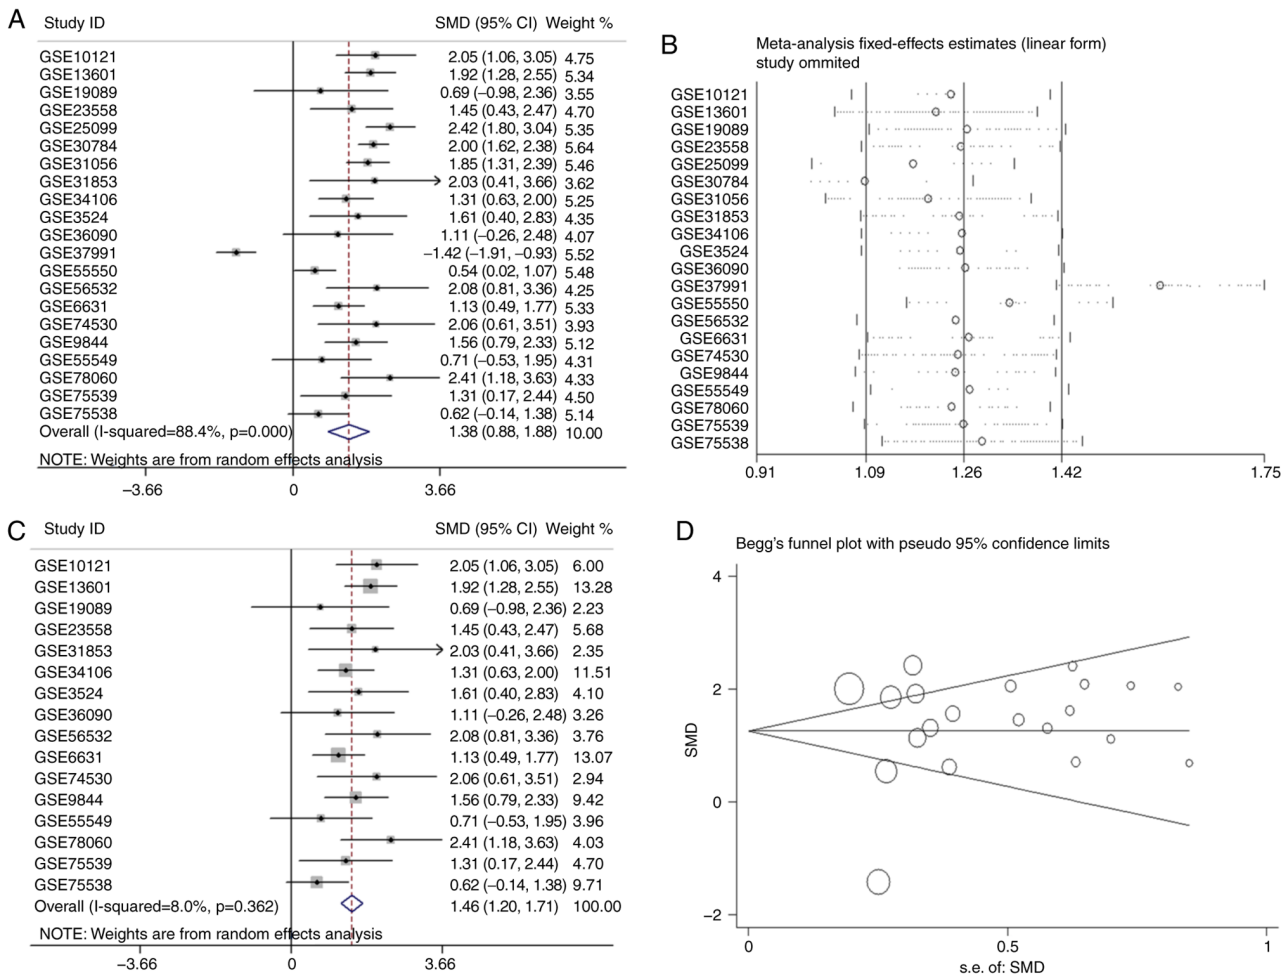 A
Study ID SMD (95% CI) Weight %
GSE10121 2.05 (1.06, 3.05) 4.75
GSE13601 1.92 (1.28, 2.55) 5.34
GSE19089 0.69 (−0.98, 2.36) 3.55
GSE23558 1.45 (0.43, 2.47) 4.70
GSE25099 2.42 (1.80, 3.04) 5.35
GSE30784 2.00 (1.62, 2.38) 5.64
GSE31056 1.85 (1.31, 2.39) 5.46
GSE31853 2.03 (0.41, 3.66) 3.62
GSE34106 1.31 (0.63, 2.00) 5.25
GSE3524 1.61 (0.40, 2.83) 4.35
GSE36090 1.11 (−0.26, 2.48) 4.07
GSE37991 −1.42 (−1.91, −0.93) 5.52
GSE55550 0.54 (0.02, 1.07) 5.48
GSE56532 2.08 (0.81, 3.36) 4.25
GSE6631 1.13 (0.49, 1.77) 5.33
GSE74530 2.06 (0.61, 3.51) 3.93
GSE9844 1.56 (0.79, 2.33) 5.12
GSE55549 0.71 (−0.53, 1.95) 4.31
GSE78060 2.41 (1.18, 3.63) 4.33
GSE75539 1.31 (0.17, 2.44) 4.50
GSE75538 0.62 (−0.14, 1.38) 5.14
Overall (I-squared=88.4%, p=0.000) 1.38 (0.88, 1.88) 10.00
NOTE: Weights are from random effects analysis
−3.66 0 3.66
B
Meta-analysis fixed-effects estimates (linear form)
study ommited
GSE10121
GSE13601
GSE19089
GSE23558
GSE25099
GSE30784
GSE31056
GSE31853
GSE34106
GSE3524
GSE36090
GSE37991
GSE55550
GSE56532
GSE6631
GSE74530
GSE9844
GSE55549
GSE78060
GSE75539
GSE75538
0.91 1.09 1.26 1.42 1.75
C
Study ID SMD (95% CI) Weight %
GSE10121 2.05 (1.06, 3.05) 6.00
GSE13601 1.92 (1.28, 2.55) 13.28
GSE19089 0.69 (−0.98, 2.36) 2.23
GSE23558 1.45 (0.43, 2.47) 5.68
GSE31853 2.03 (0.41, 3.66) 2.35
GSE34106 1.31 (0.63, 2.00) 11.51
GSE3524 1.61 (0.40, 2.83) 4.10
GSE36090 1.11 (−0.26, 2.48) 3.26
GSE56532 2.08 (0.81, 3.36) 3.76
GSE6631 1.13 (0.49, 1.77) 13.07
GSE74530 2.06 (0.61, 3.51) 2.94
GSE9844 1.56 (0.79, 2.33) 9.42
GSE55549 0.71 (−0.53, 1.95) 3.96
GSE78060 2.41 (1.18, 3.63) 4.03
GSE75539 1.31 (0.17, 2.44) 4.70
GSE75538 0.62 (−0.14, 1.38) 9.71
Overall (I-squared=8.0%, p=0.362) 1.46 (1.20, 1.71) 100.00
NOTE: Weights are from random effects analysis
−3.66 0 3.66
D
Begg's funnel plot with pseudo 95% confidence limits
4
2
0
−2
SMD
0 0.5 1
s.e. of: SMD